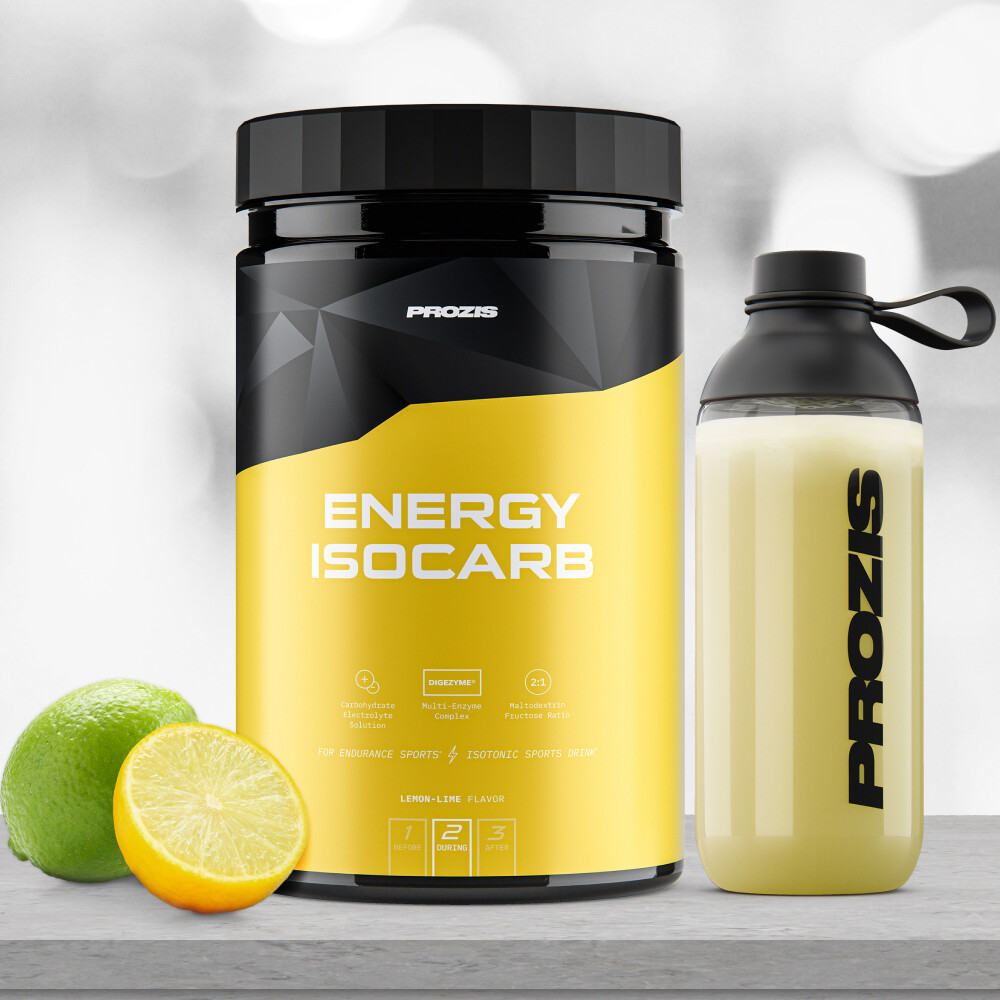 PROZIS
ENERGY
ISOCARB
+
−
Carbohydrate
Electrolyte
Solution
DIGEZYME®
Multi-Enzyme
Complex
2:1
Maltodextrin
Fructose Ratio
FOR ENDURANCE SPORTS* ISOTONIC SPORTS DRINK*
LEMON-LIME FLAVOR
1
BEFORE
2
DURING
3
AFTER
PROZIS